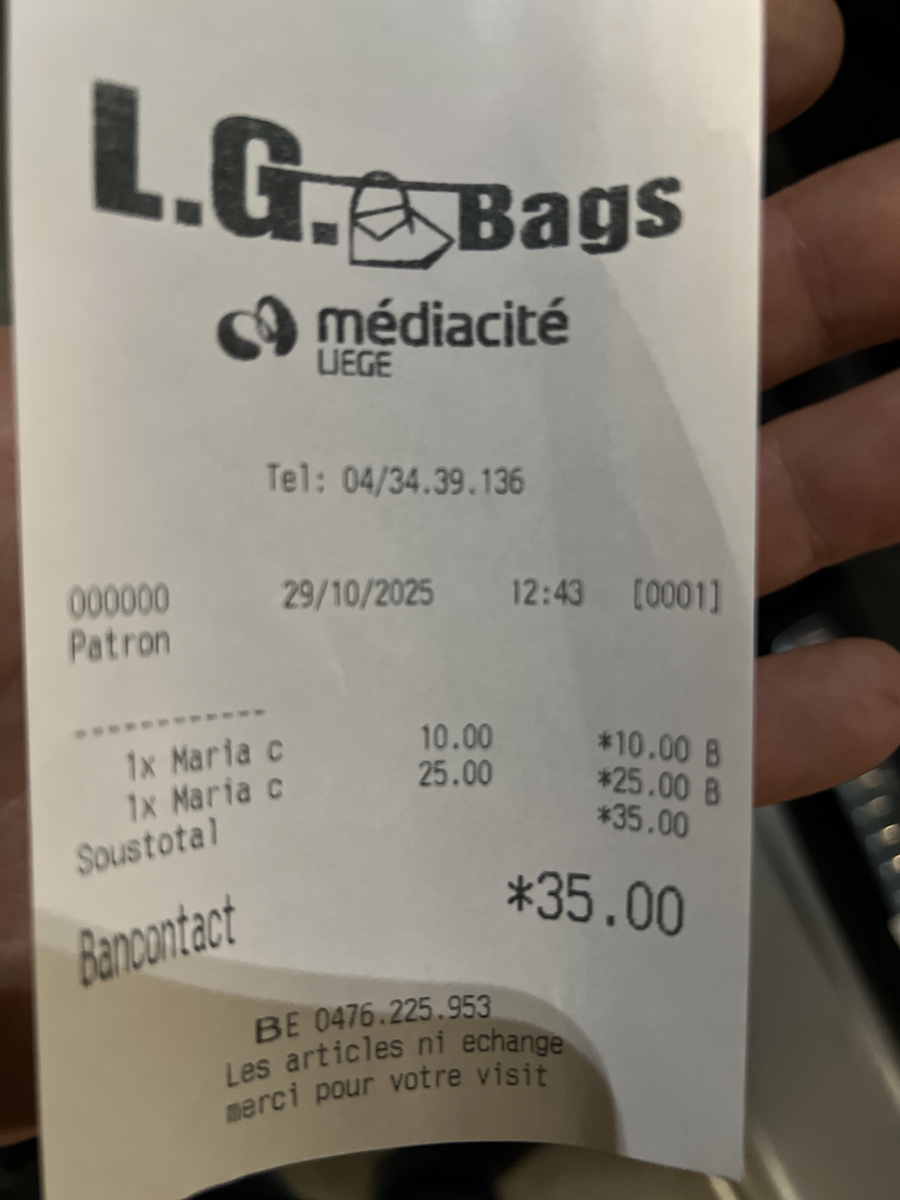 L.G. Bags
médiacité
LIEGE
Tel: 04/34.39.136
000000 29/10/2025 12:43 [0001]
Patron
------------
1x Maria c 10.00 *10.00 B
1x Maria c 25.00 *25.00 B
Soustotal *35.00
Bancontact *35.00
BE 0476.225.953
Les articles ni echange
merci pour votre visit